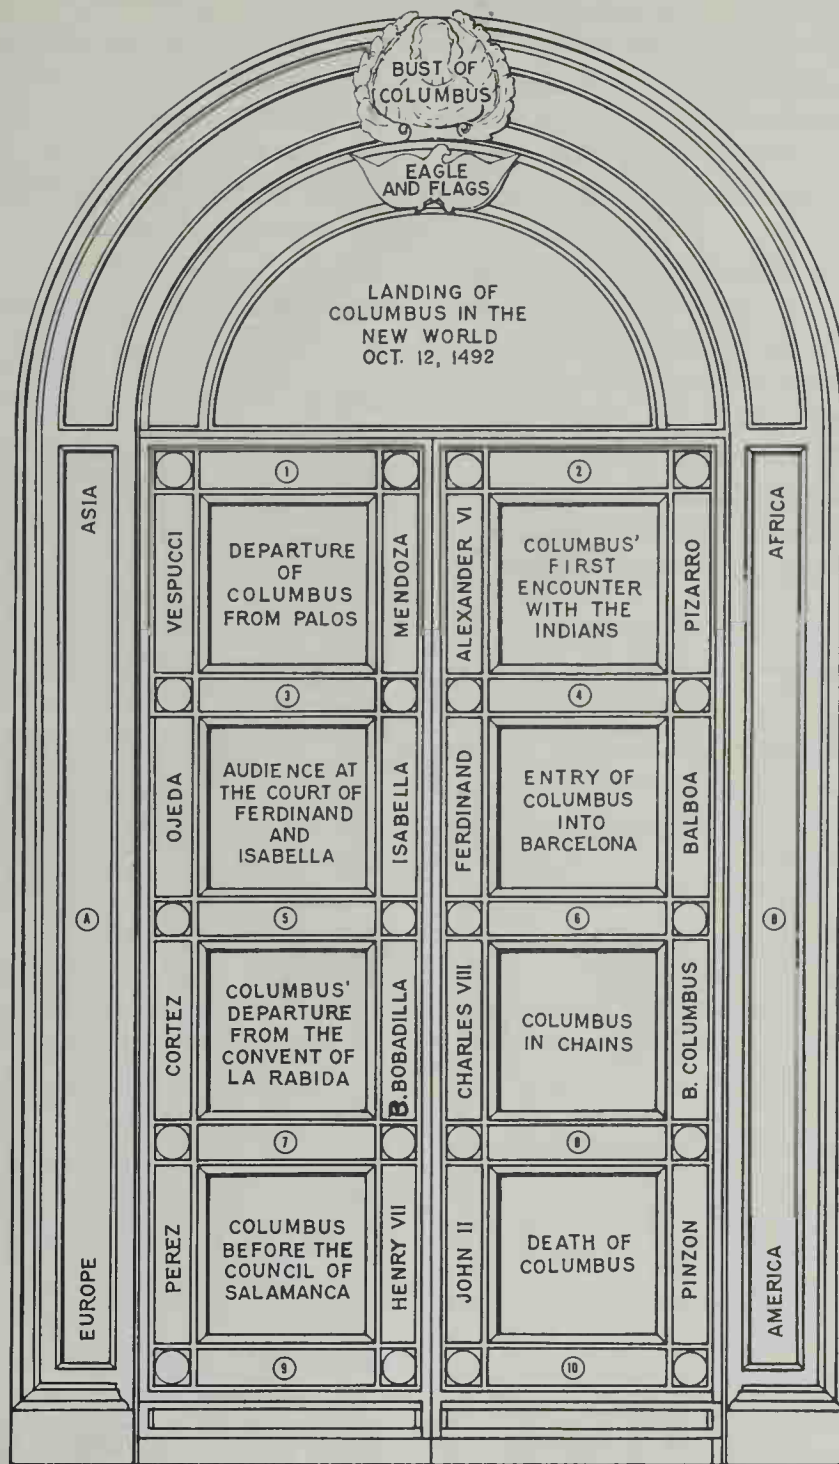 BUST OF
COLUMBUS
EAGLE
AND FLAGS
LANDING OF
COLUMBUS IN THE
NEW WORLD
OCT. 12, 1492
ASIA
EUROPE
A
1
2
VESPUCCI
DEPARTURE
OF
COLUMBUS
FROM PALOS
MENDOZA
ALEXANDER VI
COLUMBUS'
FIRST
ENCOUNTER
WITH THE
INDIANS
PIZARRO
3
4
OJEDA
AUDIENCE AT
THE COURT OF
FERDINAND
AND
ISABELLA
ISABELLA
FERDINAND
ENTRY OF
COLUMBUS
INTO
BARCELONA
BALBOA
5
6
CORTEZ
COLUMBUS'
DEPARTURE
FROM THE
CONVENT OF
LA RABIDA
B. BOBADILLA
CHARLES VIII
COLUMBUS
IN CHAINS
B. COLUMBUS
7
8
PEREZ
COLUMBUS
BEFORE THE
COUNCIL OF
SALAMANCA
HENRY VII
JOHN II
DEATH OF
COLUMBUS
PINZON
9
10
AFRICA
AMERICA
B